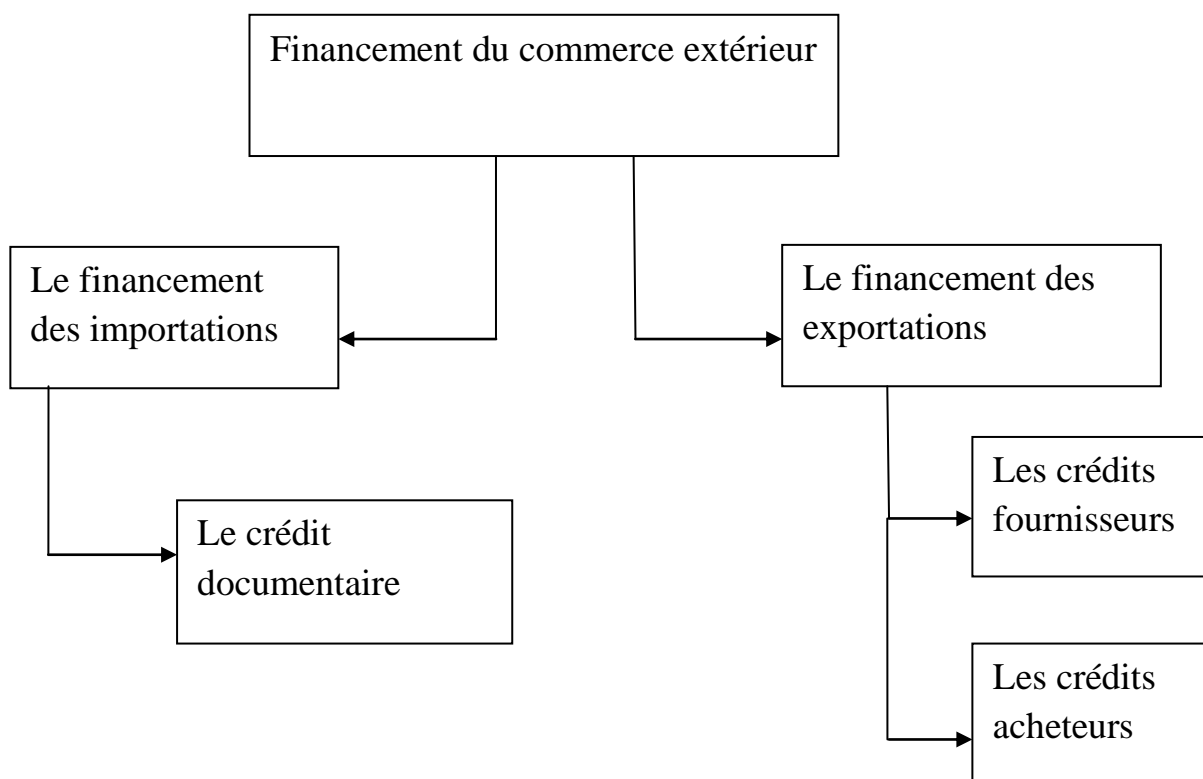 Financement du commerce extérieur
Le financement
des importations
Le financement des
exportations
Le crédit
documentaire
Les crédits
fournisseurs
Les crédits
acheteurs